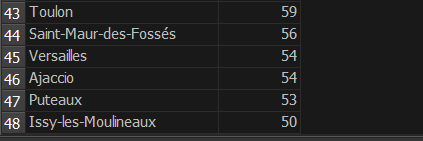 43 Toulon 59
44 Saint-Maur-des-Fossés 56
45 Versailles 54
46 Ajaccio 54
47 Puteaux 53
48 Issy-les-Moulineaux 50